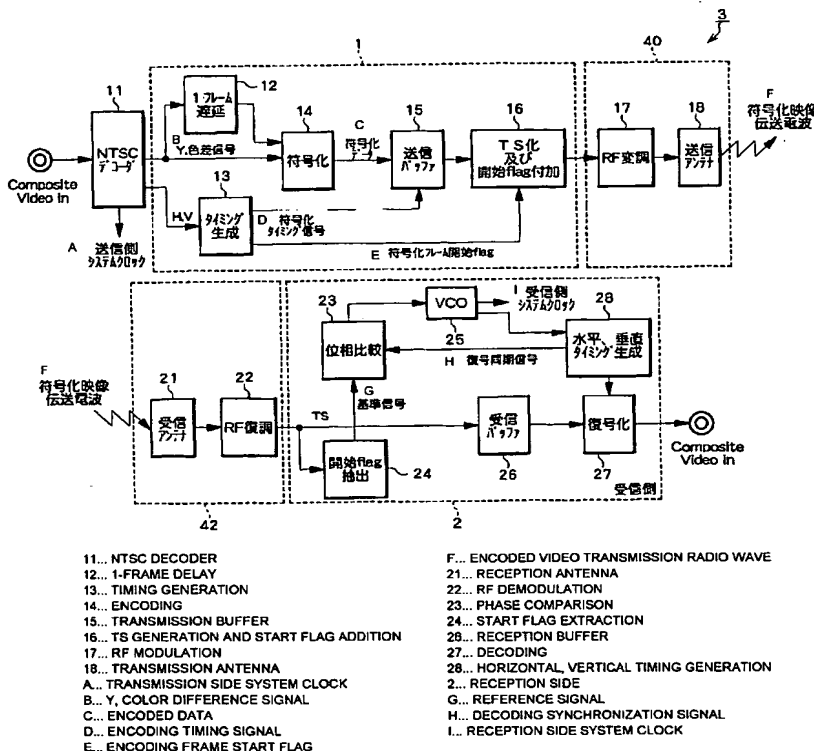 3
1
40
11
12
1フレーム
遅延
14
C
15
16
17
18
F
符号化映像
伝送電波
NTSC
デコーダ
B
Y,色差信号
符号化
符号化
データ
送信
バッファ
TS化
及び
開始flag付加
RF変調
送信
アンテナ
Composite
Video In
13
H,V
タイミング
生成
D 符号化
タイミング信号
A 送信側
システムクロック
E 符号化フレーム開始flag
23
VCO
25
I 受信側
システムクロック
28
位相比較
水平、垂直
タイミング生成
H 復号同期信号
F
符号化映像
伝送電波
21
22
G
基準信号
受信
アンテナ
RF復調
TS
受信
バッファ
復号化
Composite
Video In
開始flag
抽出
24
26
27
受信側
42
2
11... NTSC DECODER
12... 1-FRAME DELAY
13... TIMING GENERATION
14... ENCODING
15... TRANSMISSION BUFFER
16... TS GENERATION AND START FLAG ADDITION
17... RF MODULATION
18... TRANSMISSION ANTENNA
A... TRANSMISSION SIDE SYSTEM CLOCK
B... Y, COLOR DIFFERENCE SIGNAL
C... ENCODED DATA
D... ENCODING TIMING SIGNAL
E... ENCODING FRAME START FLAG
F... ENCODED VIDEO TRANSMISSION RADIO WAVE
21... RECEPTION ANTENNA
22... RF DEMODULATION
23... PHASE COMPARISON
24... START FLAG EXTRACTION
26... RECEPTION BUFFER
27... DECODING
28... HORIZONTAL, VERTICAL TIMING GENERATION
2... RECEPTION SIDE
G... REFERENCE SIGNAL
H... DECODING SYNCHRONIZATION SIGNAL
I... RECEPTION SIDE SYSTEM CLOCK